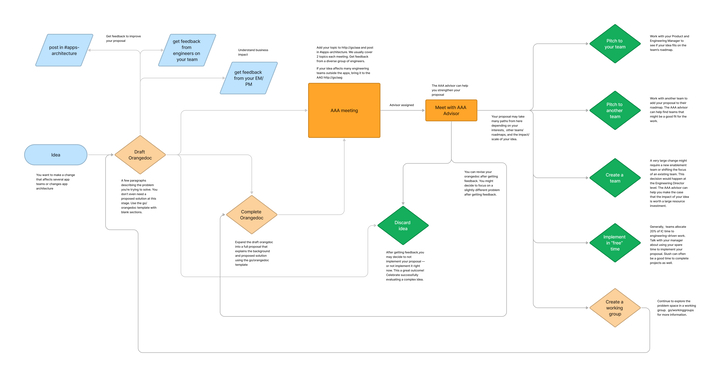 Get feedback to improve
your proposal
post in #apps-
architecture
get feedback
from
engineers on
your team
Understand business
impact
get feedback
from your EM/
PM
Add your topic to http://go/aaag and post
in #apps-architecture. We usually cover
2 topics each meeting. Get feedback
from a diverse group of engineers.
If your idea affects many engineering
teams outside the apps, bring it to the
AAG
AAA meeting
Advisor assigned
The AAA advisor can help
you strengthen your
proposal
Meet with AAA
Advisor
Your proposal may take
many paths from here
depending on your
interests, other teams'
roadmaps, and the impact/
scale of your idea.
Pitch to
your team
Work with your Product and
Engineering Manager to
see if your idea fits on the
team's roadmap.
Pitch to
another
team
Work with another team to
add your proposal to their
roadmap. The AAA advisor
can help find teams that
might be a good fit for the
work.
Idea
You want to make a change
that affects several app
teams or changes app
architecture
Draft
Orangedoc
A few paragraphs
describing the problem
you're trying to solve. You
don't even need a
proposed solution at this
stage. Use the go/
orangedoc template with
blank sections.
Complete
Orangedoc
Expand the draft orangedoc
into a full proposal that
explains the background
and proposed solution
using the go/orangedoc
template
You can revise your
orangedoc after getting
feedback. You might
decide to focus on a
slightly different problem
after getting feedback.
Discard
Idea
After getting feedback you
may decide to not
implement your proposal —
or not implement it right
now. This a great outcome!
Celebrate successfully
evaluating a complex idea.
Create a
team
A very large change might
require a new enablement
team or shifting the focus
of an existing team. This
decision would happen at
the Engineering Director
level. The AAA advisor can
help you make the case
that the impact of your idea
is worth a large resource
investment.
Implement
in "free"
time
Generally, teams allocate
20% of IC time to
engineering-driven work.
Talk with your manager
about using your spare
time to implement your
proposal. Slush can often
be a good time to complete
projects as well.
Create a
working
group
Continue to explore the
problem space in a working
group. go/workinggroups
for more information.